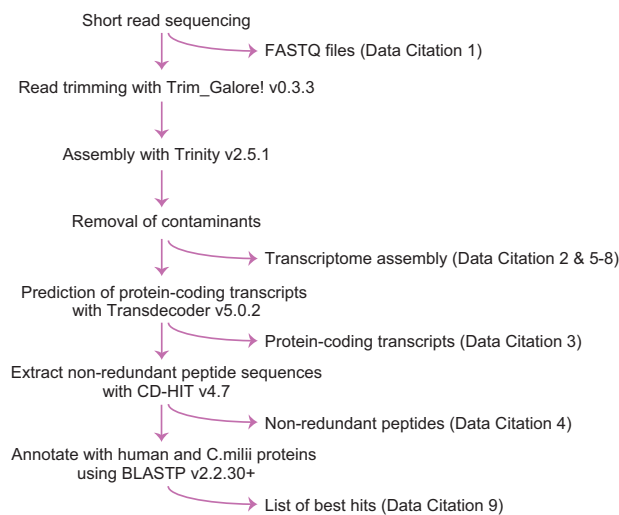 Short read sequencing
FASTQ files (Data Citation 1)
Read trimming with Trim_Galore! v0.3.3
Assembly with Trinity v2.5.1
Removal of contaminants
Transcriptome assembly (Data Citation 2 & 5-8)
Prediction of protein-coding transcripts
with Transdecoder v5.0.2
Protein-coding transcripts (Data Citation 3)
Extract non-redundant peptide sequences
with CD-HIT v4.7
Non-redundant peptides (Data Citation 4)
Annotate with human and C.milii proteins
using BLASTP v2.2.30+
List of best hits (Data Citation 9)